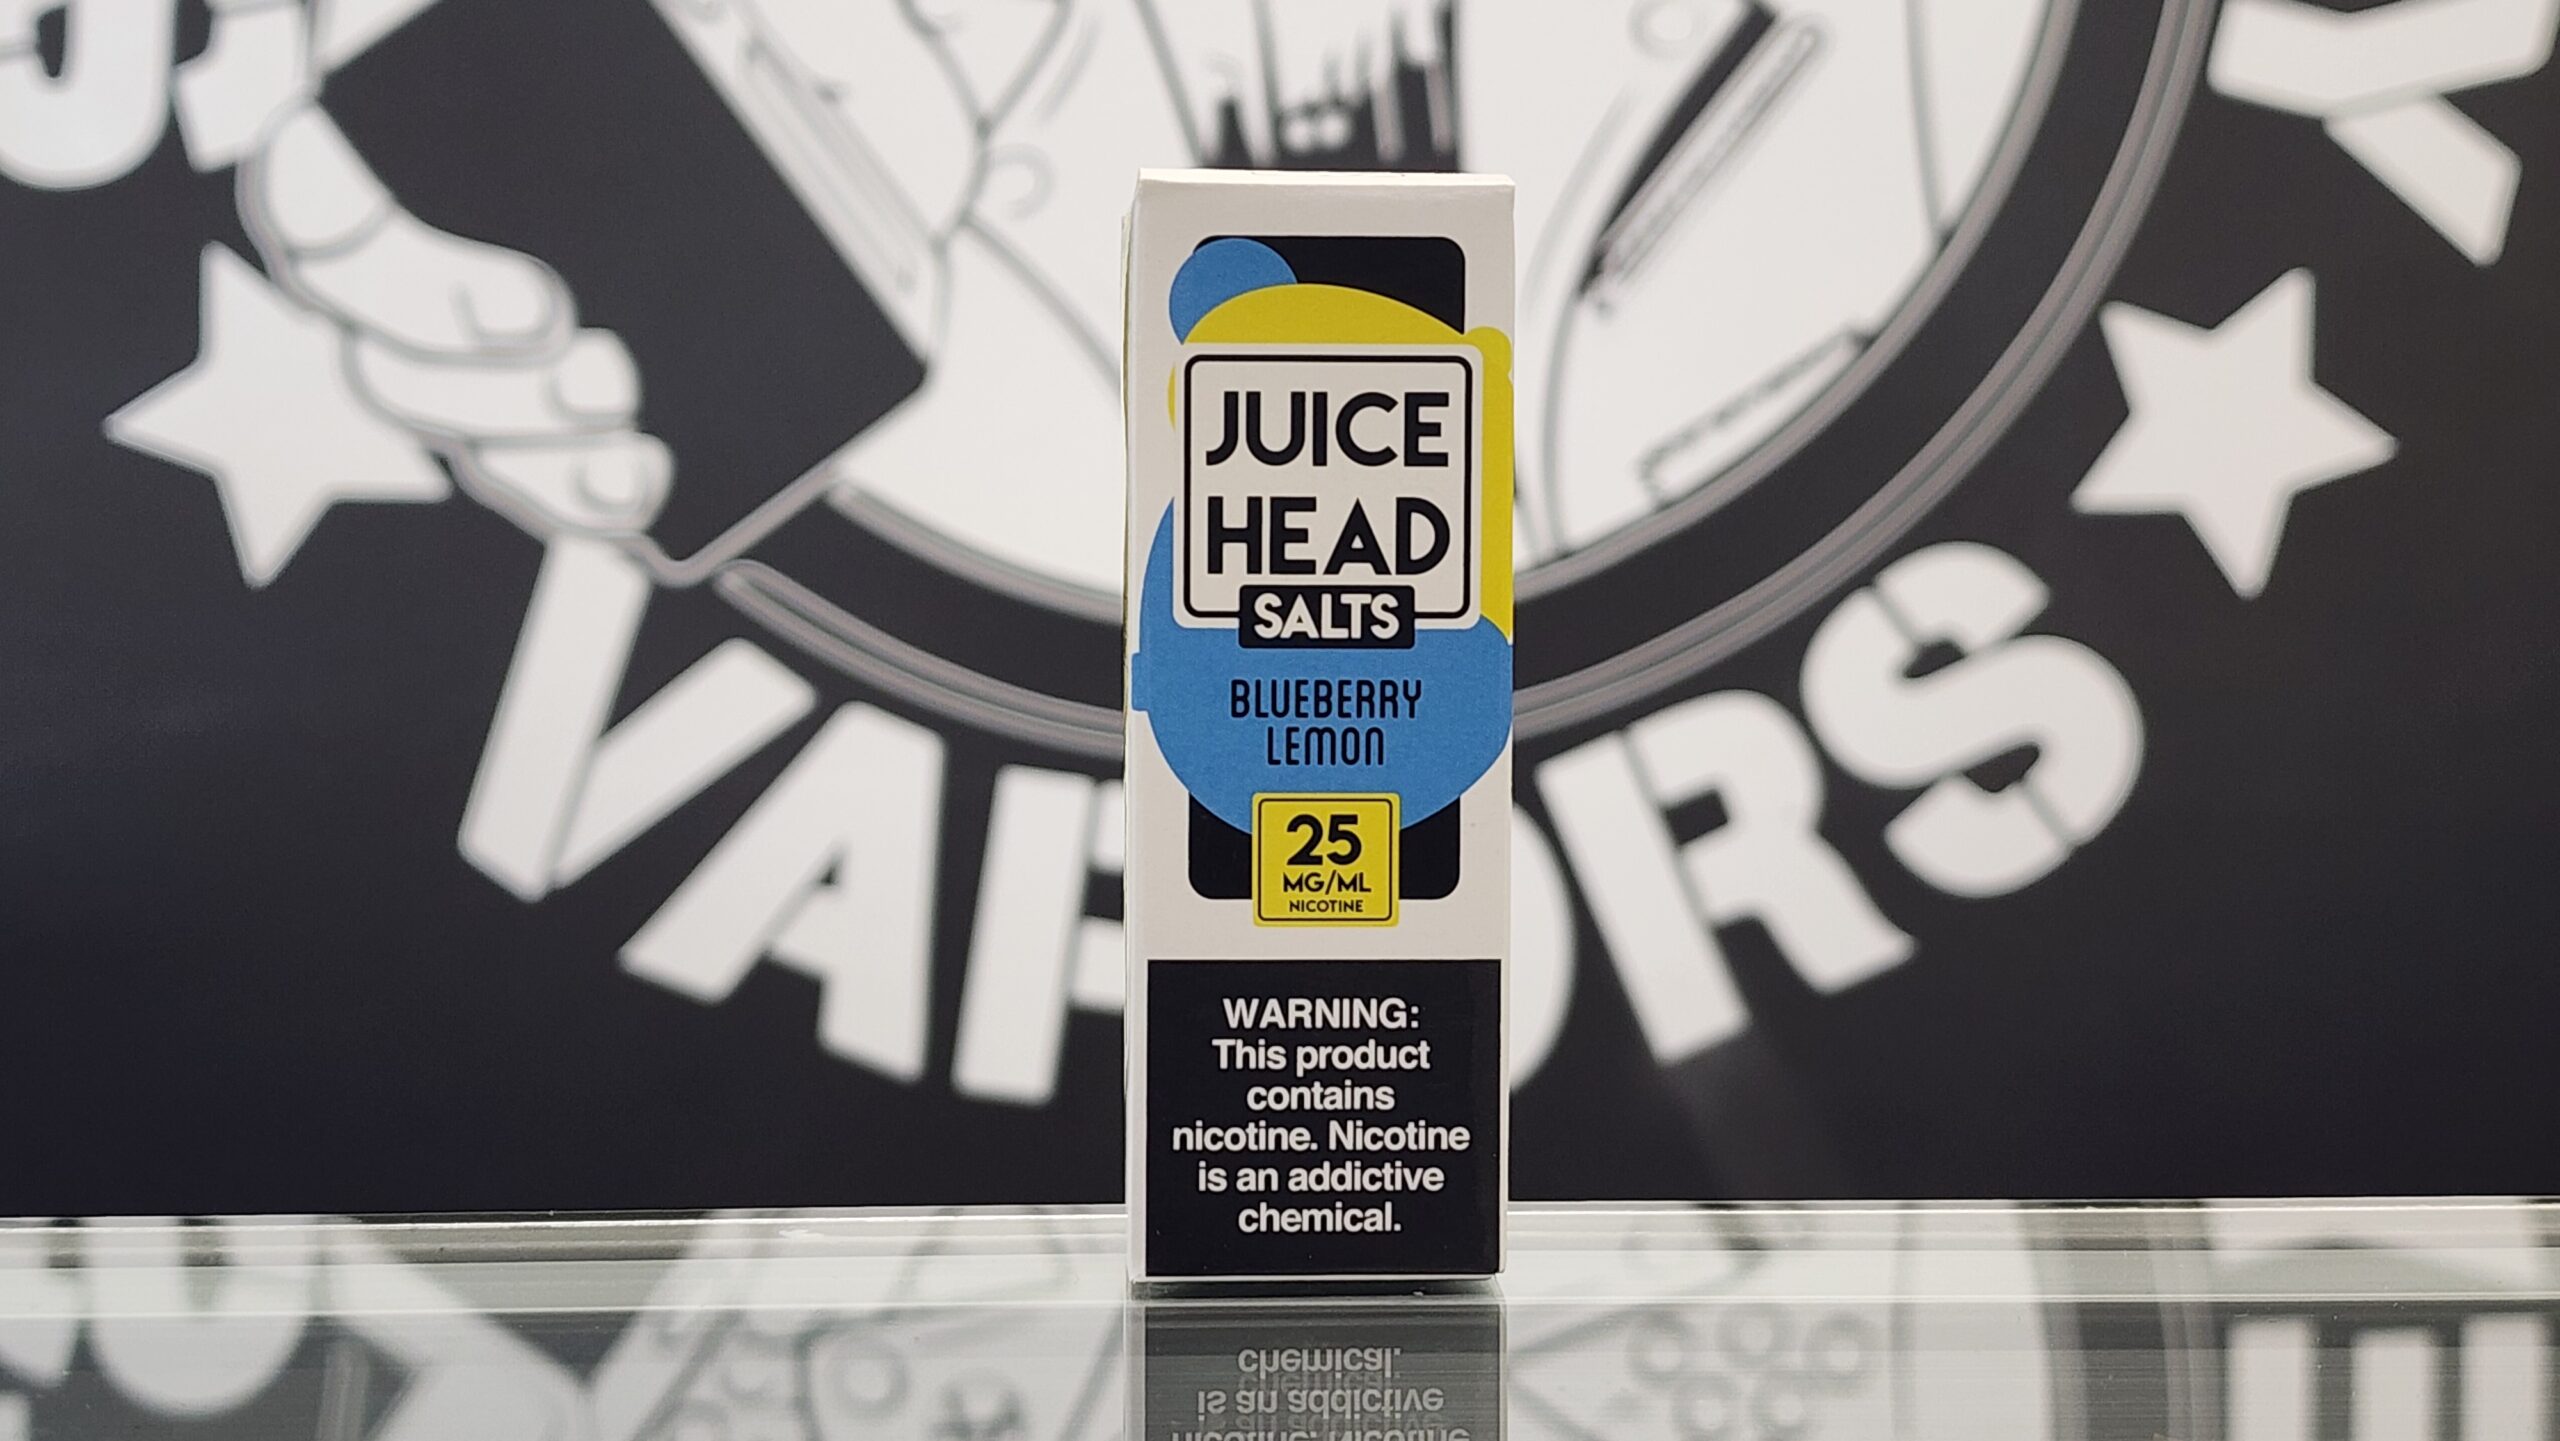 JUICE
HEAD
SALTS
BLUEBERRY
LEMON
25
MG/ML
NICOTINE
WARNING:
This product
contains
nicotine. Nicotine
is an addictive
chemical.
VAPORS